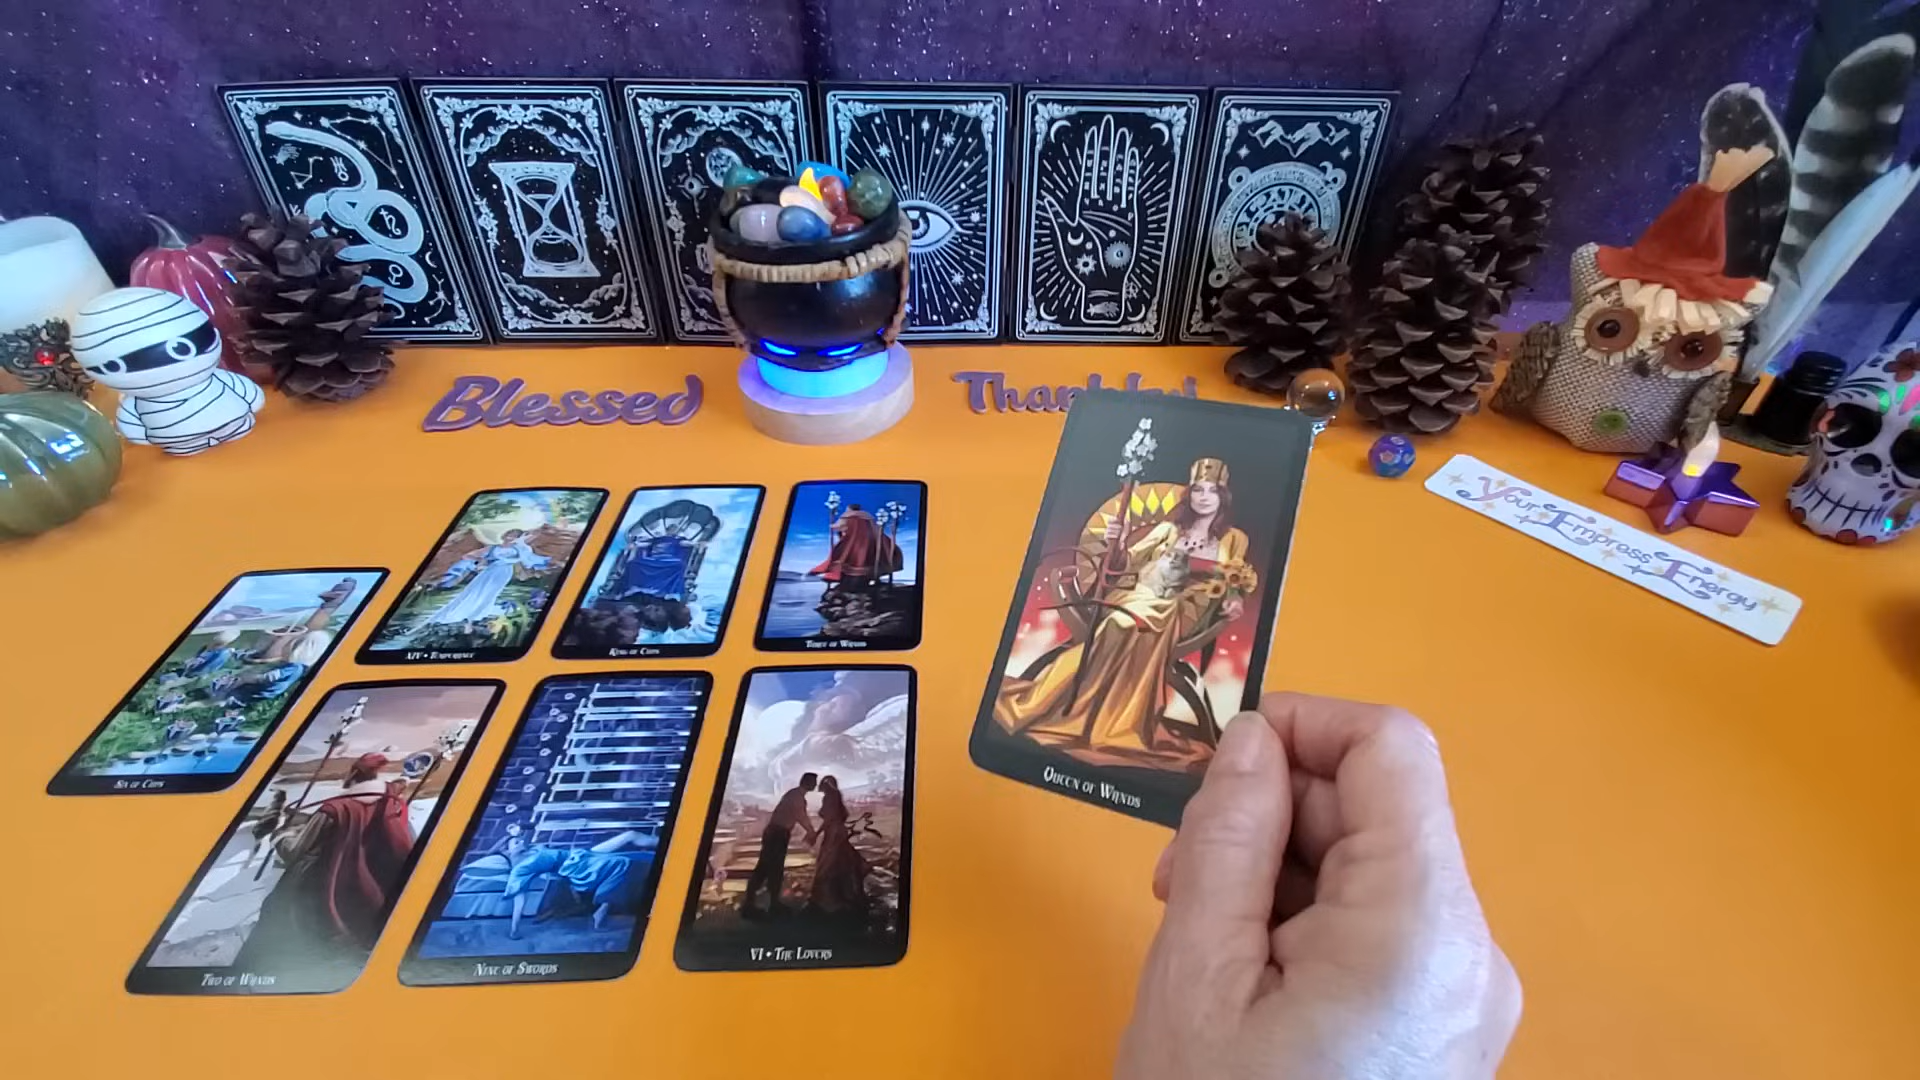 Blessed
Thankful
Your Empress Energy
XIV • TEMPERANCE
KING OF CUPS
THREE OF WANDS
SIX OF CUPS
QUEEN OF WANDS
TWO OF WANDS
NINE OF SWORDS
VI • THE LOVERS